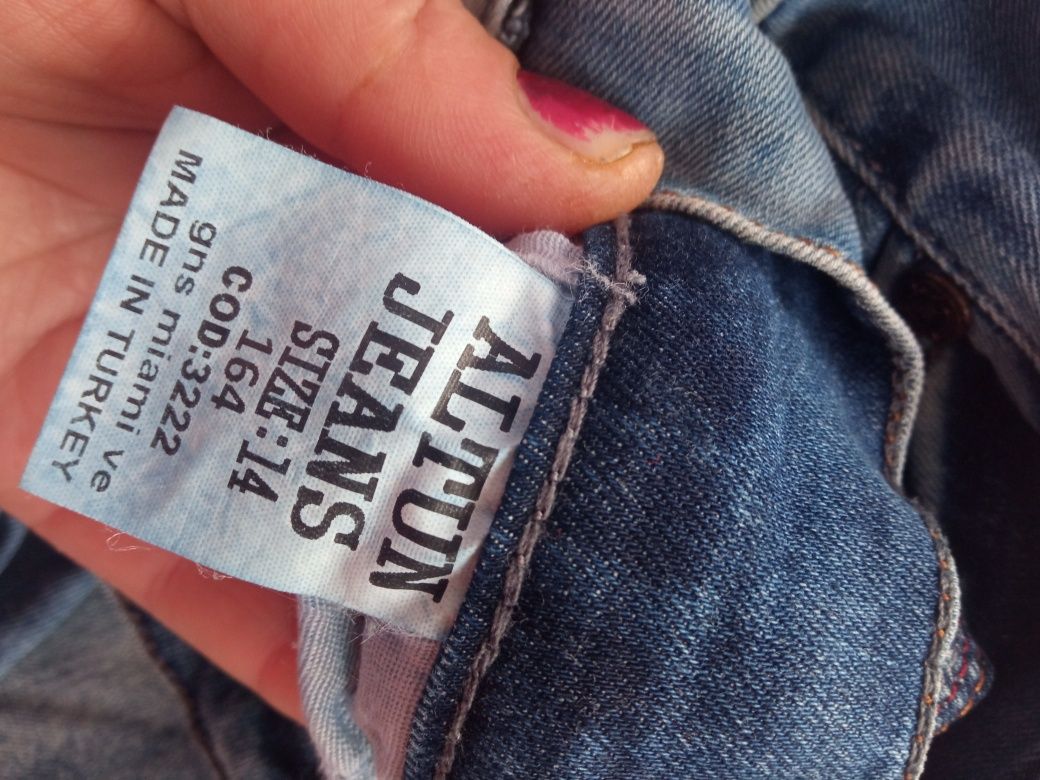 ALTUN
JEANS
SIZE:14
164
COD:3222
gns miami ve
MADE IN TURKEY